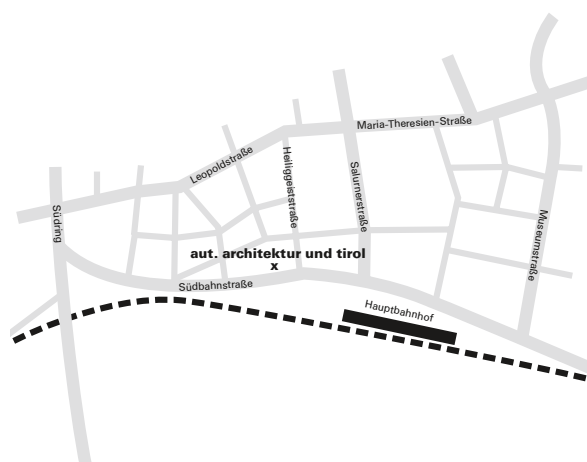 Maria-Theresien-Straße
Leopoldstraße
Heiliggeiststraße
Salurnerstraße
Südring
Museumstraße
aut. architektur und tirol
x
Südbahnstraße
Hauptbahnhof